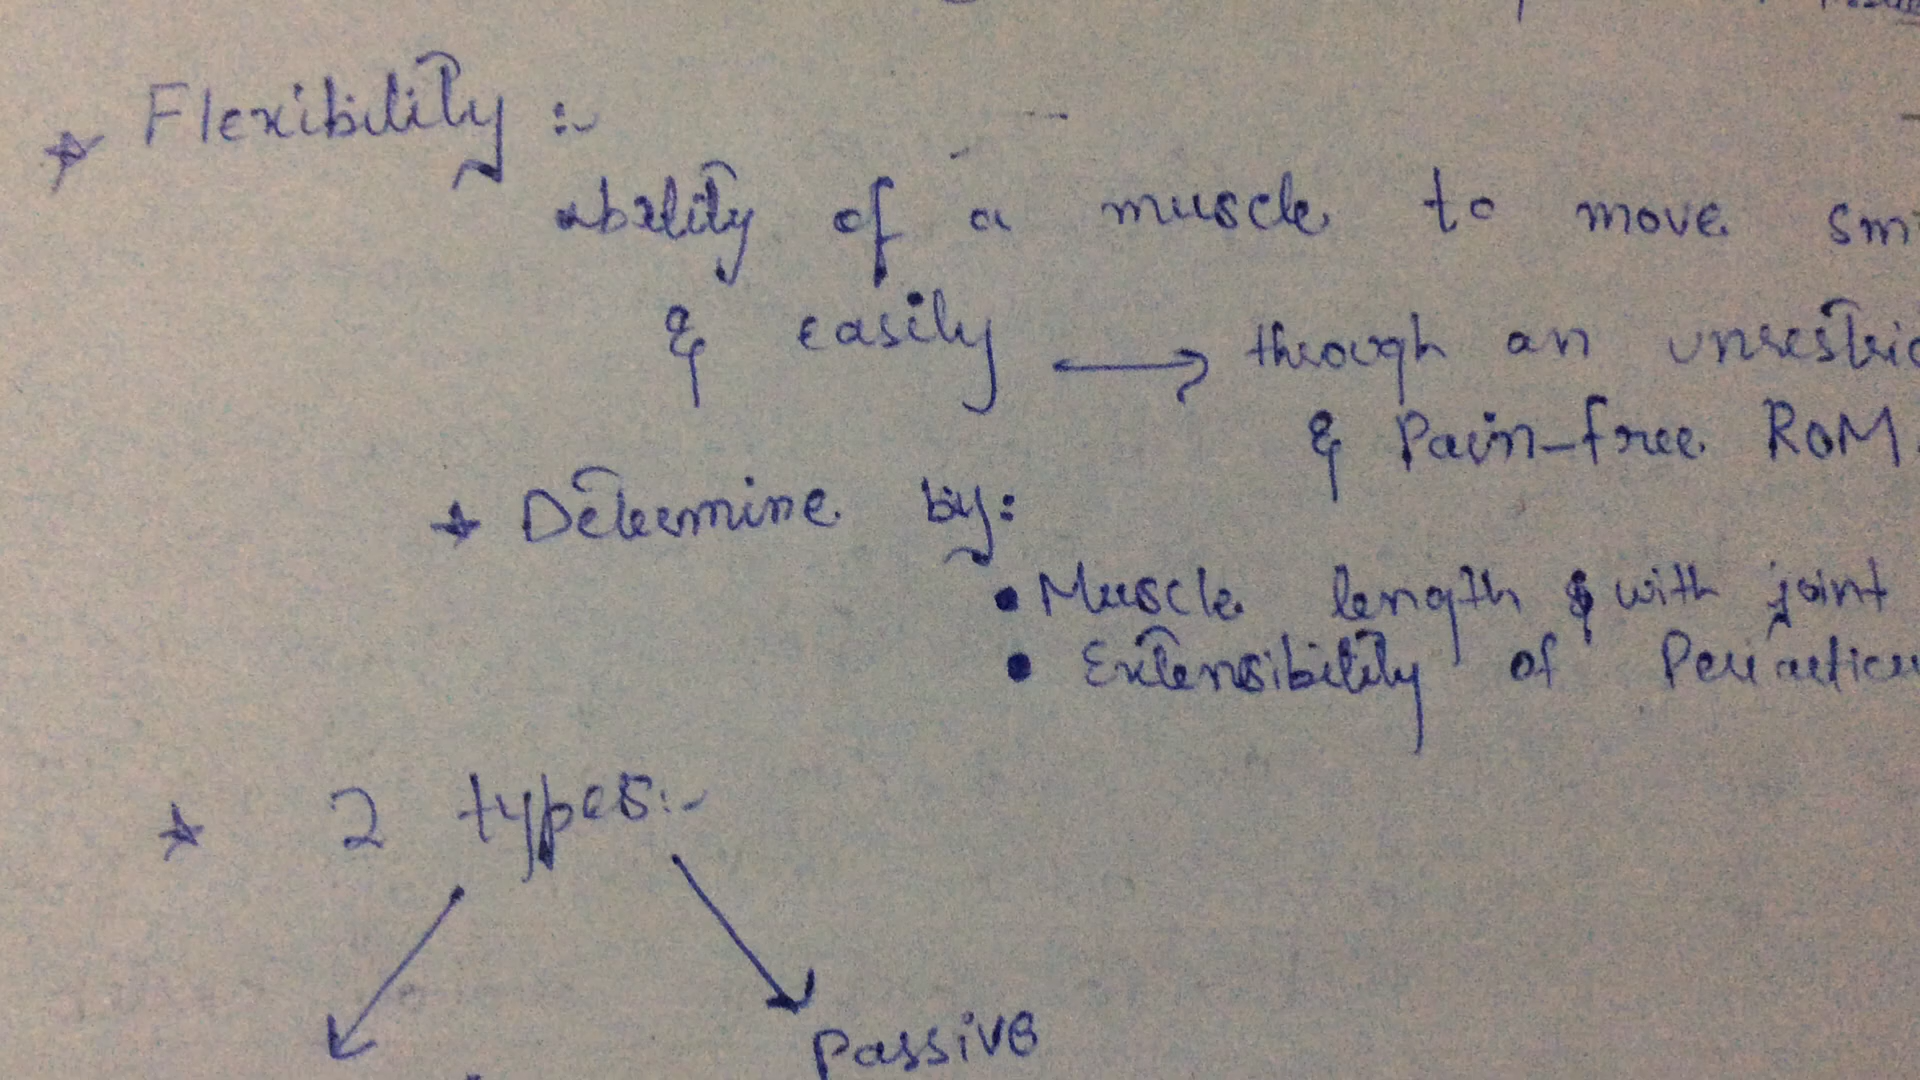 * Flexibility :-
ability of a muscle to move
& easily → through an
& Pain-free ROM.
* Determine by:
• Muscle length & with joint
• Extensibility of
* 2 types:-
Passive